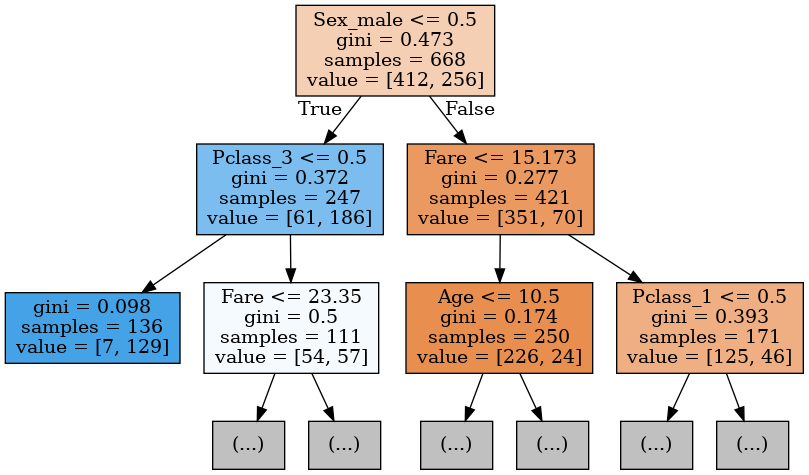 Sex_male <= 0.5
gini = 0.473
samples = 668
value = [412, 256]
True
False
Pclass_3 <= 0.5
gini = 0.372
samples = 247
value = [61, 186]
Fare <= 15.173
gini = 0.277
samples = 421
value = [351, 70]
gini = 0.098
samples = 136
value = [7, 129]
Fare <= 23.35
gini = 0.5
samples = 111
value = [54, 57]
Age <= 10.5
gini = 0.174
samples = 250
value = [226, 24]
Pclass_1 <= 0.5
gini = 0.393
samples = 171
value = [125, 46]
(...)
(...)
(...)
(...)
(...)
(...)